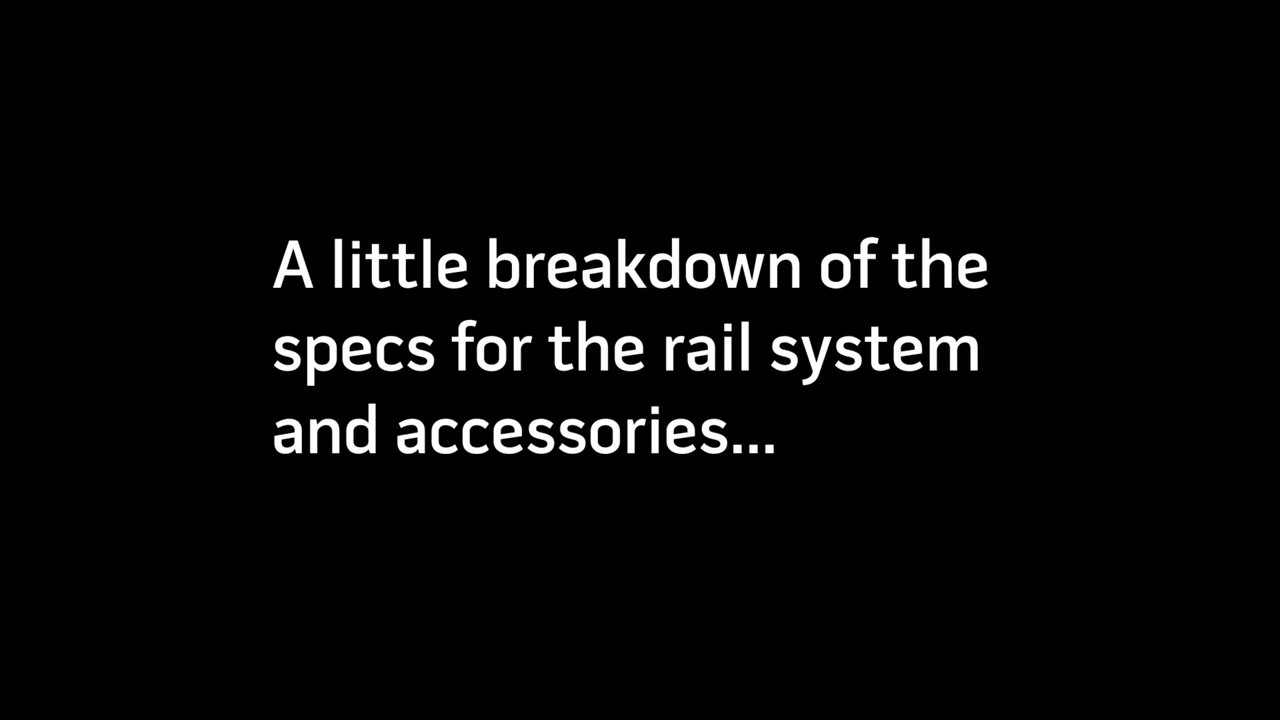 A little breakdown of the
specs for the rail system
and accessories...